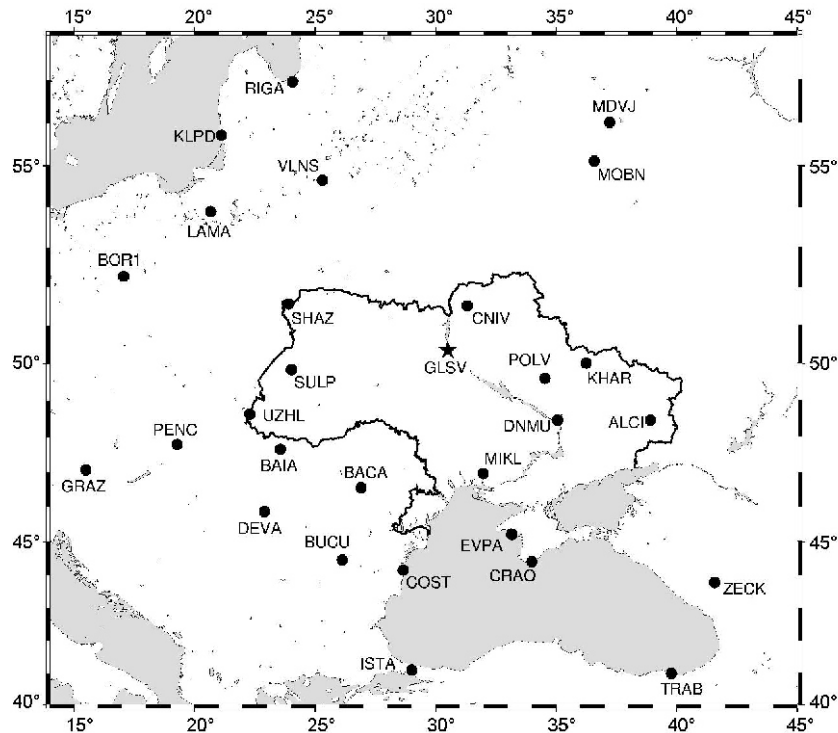 15° 20° 25° 30° 35° 40° 45°
RIGA
MDVJ
KLPD
55° VLNS MOBN 55°
LAMA
BOR1
SHAZ CNIV
50° GLSV POLV KHAR 50°
SULP
UZHL DNMU ALCI
PENC
BAIA BACA MIKL
GRAZ
DEVA
BUCU EVPA
45° 45°
COST CRAO
ZECK
ISTA
TRAB
40° 40°
15° 20° 25° 30° 35° 40° 45°